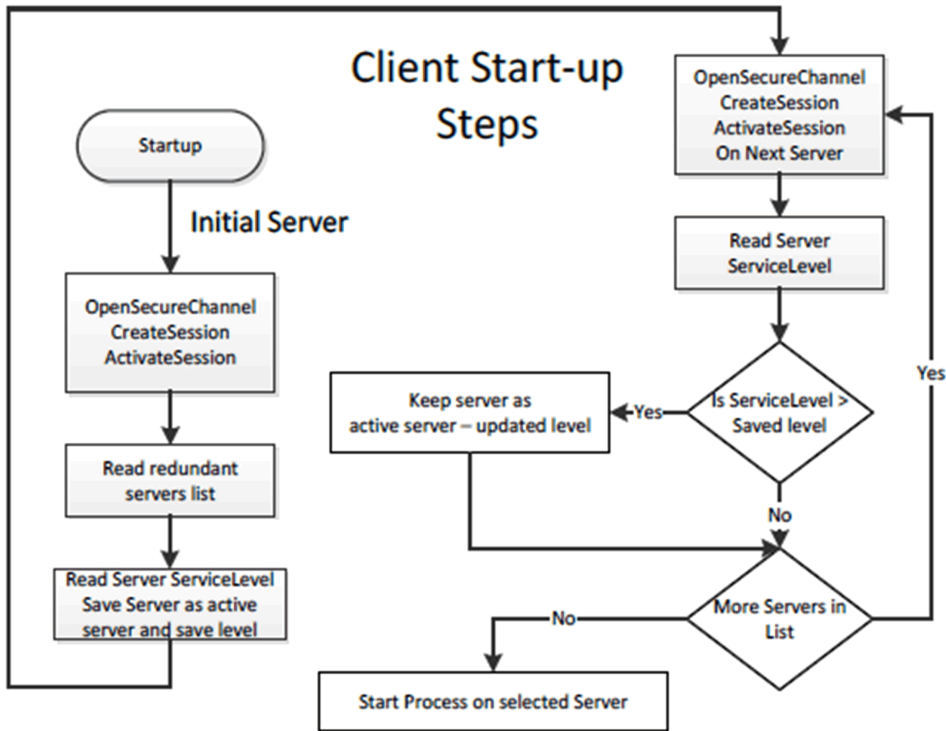 Client Start-up
Steps
Startup
Initial Server
OpenSecureChannel
CreateSession
ActivateSession
Read redundant
servers list
Read Server ServiceLevel
Save Server as active
server and save level
OpenSecureChannel
CreateSession
ActivateSession
On Next Server
Read Server
ServiceLevel
Is ServiceLevel >
Saved level
Yes
Keep server as
active server – updated level
No
More Servers in
List
Yes
No
Start Process on selected Server